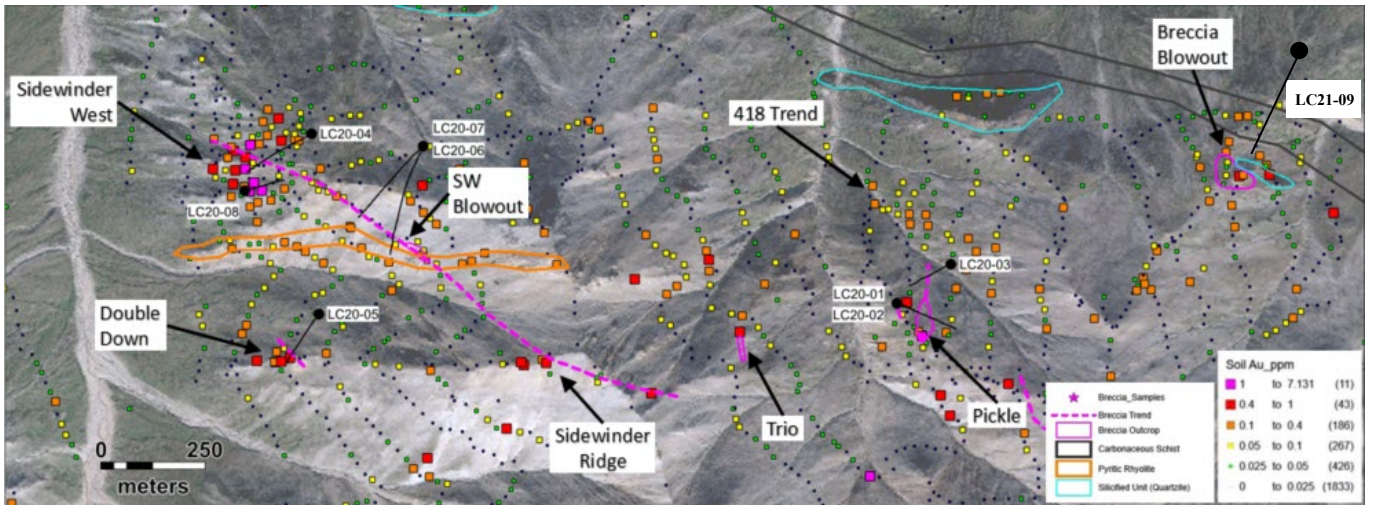 Breccia
Blowout
LC21-09
Sidewinder
West
LC20-04
LC20-07
LC20-06
418 Trend
SW
Blowout
LC20-08
LC20-03
LC20-01
LC20-02
Double
Down
LC20-05
Trio
Pickle
Sidewinder
Ridge
0 250
meters
Breccia_Samples
Breccia Trend
Breccia Outcrop
Carbonaceous Schist
Pyritic Rhyolite
Silicified Unit (Quartzite)
Soil Au_ppm
1 to 7.131 (11)
0.4 to 1 (43)
0.1 to 0.4 (186)
0.05 to 0.1 (267)
0.025 to 0.05 (426)
0 to 0.025 (1833)